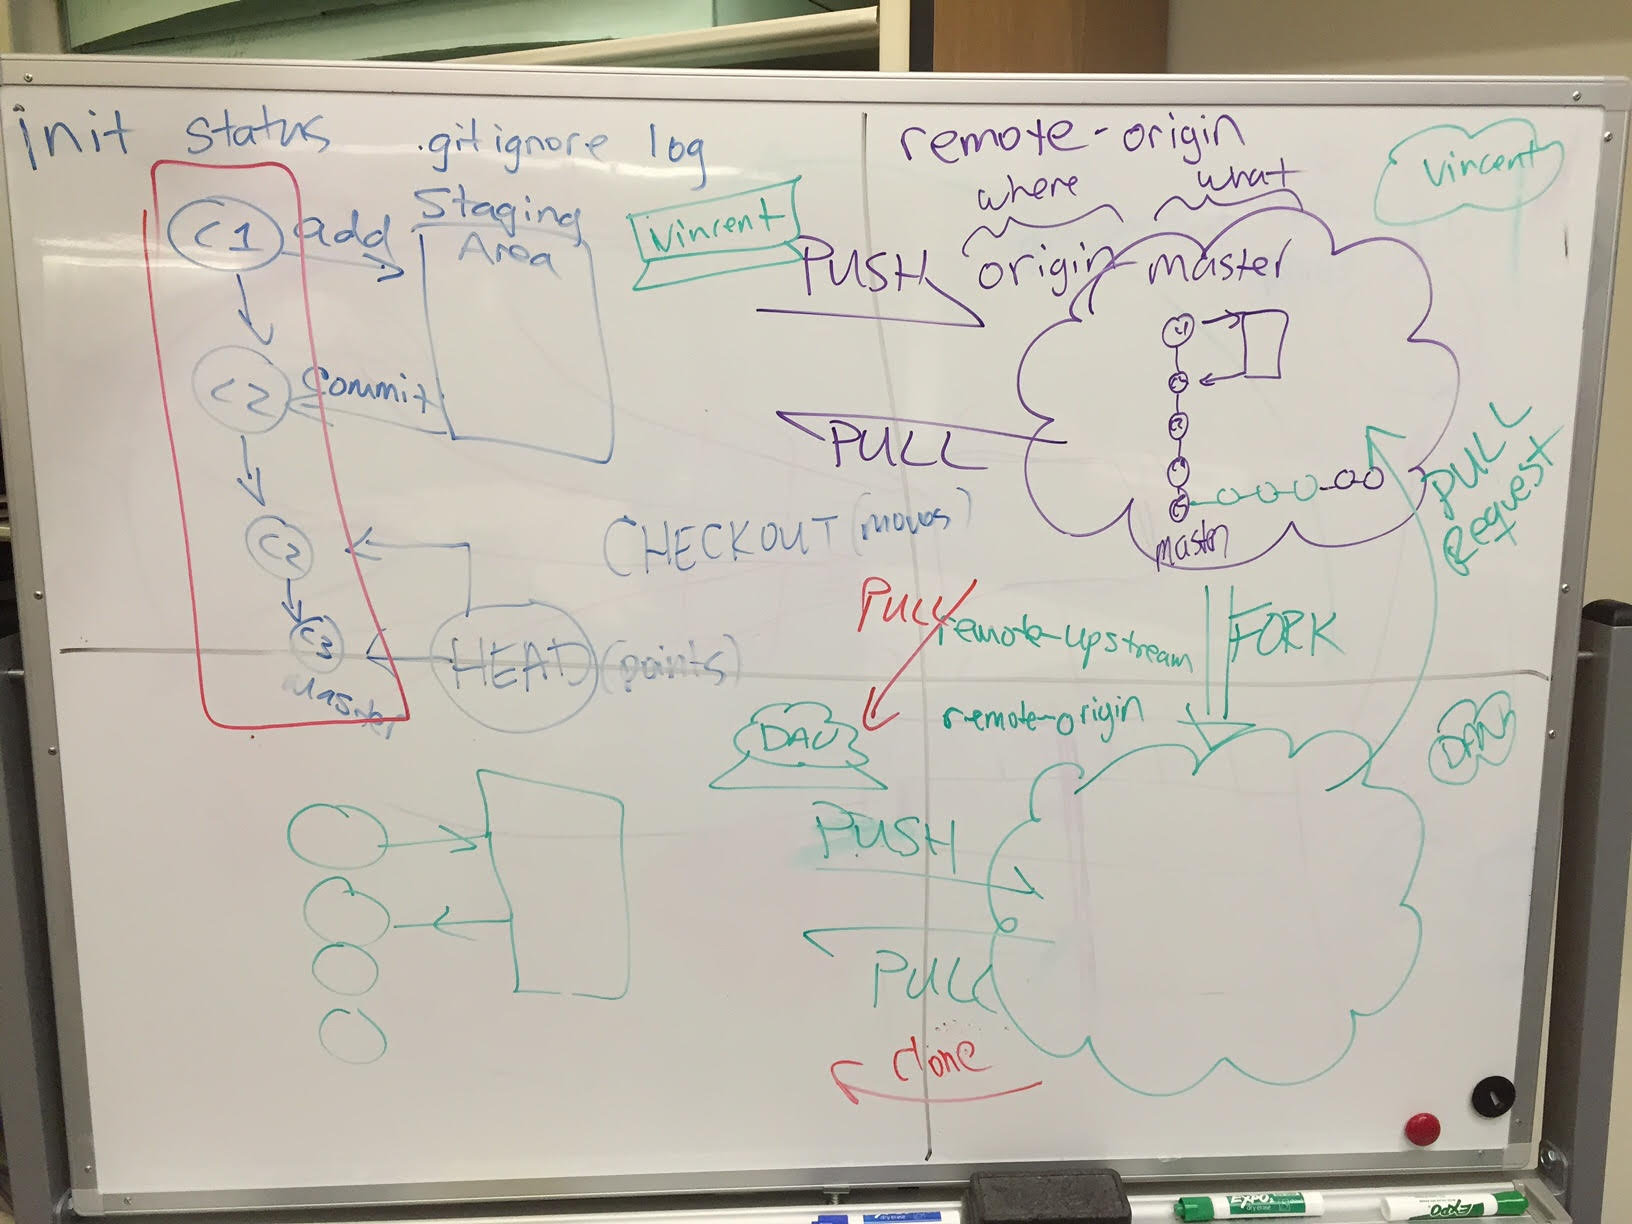 init status .gitignore log
C1
add
Staging
Area
C2
Commit
C2
C3
Master
HEAD (points)
CHECKOUT (moves)
Vincent
remote-origin
where what
PUSH origin master
PULL
C1
master
Vincent
PULL
Request
FORK
PULL
remote-upstream
remote-origin
DAN
DAN
PUSH
PULL
clone
EXPO
EXPO